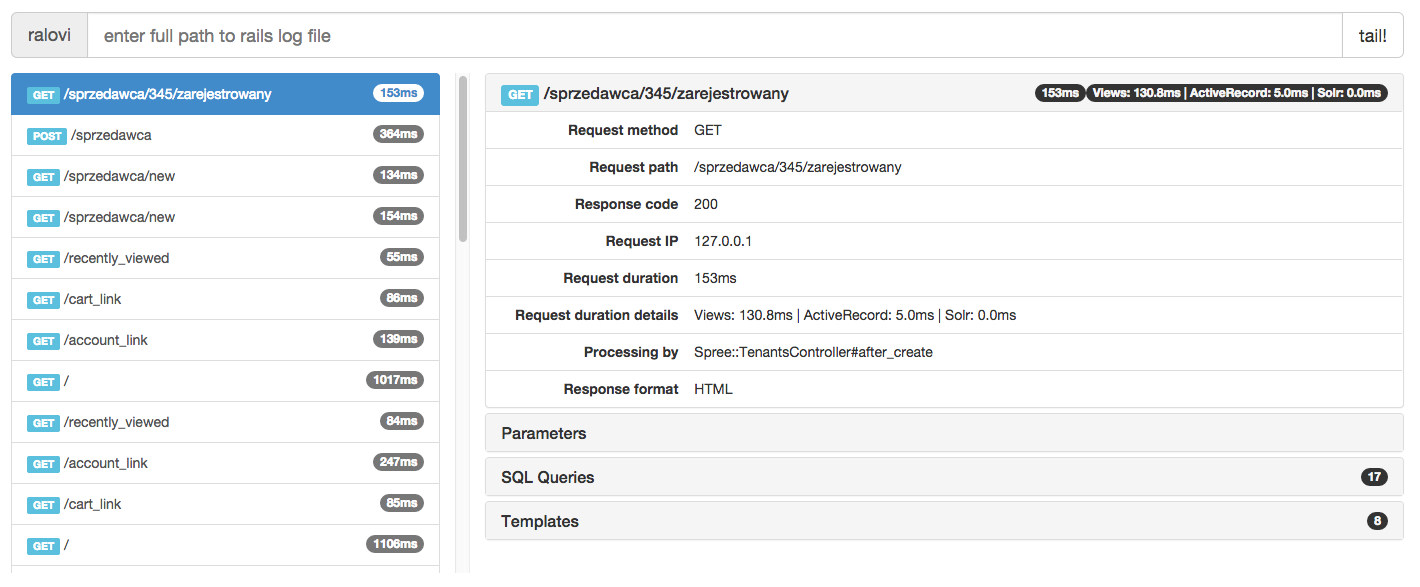 ralovi enter full path to rails log file tail!
GET /sprzedawca/345/zarejestrowany 153ms
POST /sprzedawca 364ms
GET /sprzedawca/new 134ms
GET /sprzedawca/new 154ms
GET /recently_viewed 55ms
GET /cart_link 86ms
GET /account_link 139ms
GET / 1017ms
GET /recently_viewed 84ms
GET /account_link 247ms
GET /cart_link 85ms
GET / 1106ms
GET /sprzedawca/345/zarejestrowany 153ms Views: 130.8ms | ActiveRecord: 5.0ms | Solr: 0.0ms
Request method GET
Request path /sprzedawca/345/zarejestrowany
Response code 200
Request IP 127.0.0.1
Request duration 153ms
Request duration details Views: 130.8ms | ActiveRecord: 5.0ms | Solr: 0.0ms
Processing by Spree::TenantsController#after_create
Response format HTML
Parameters
SQL Queries 17
Templates 8